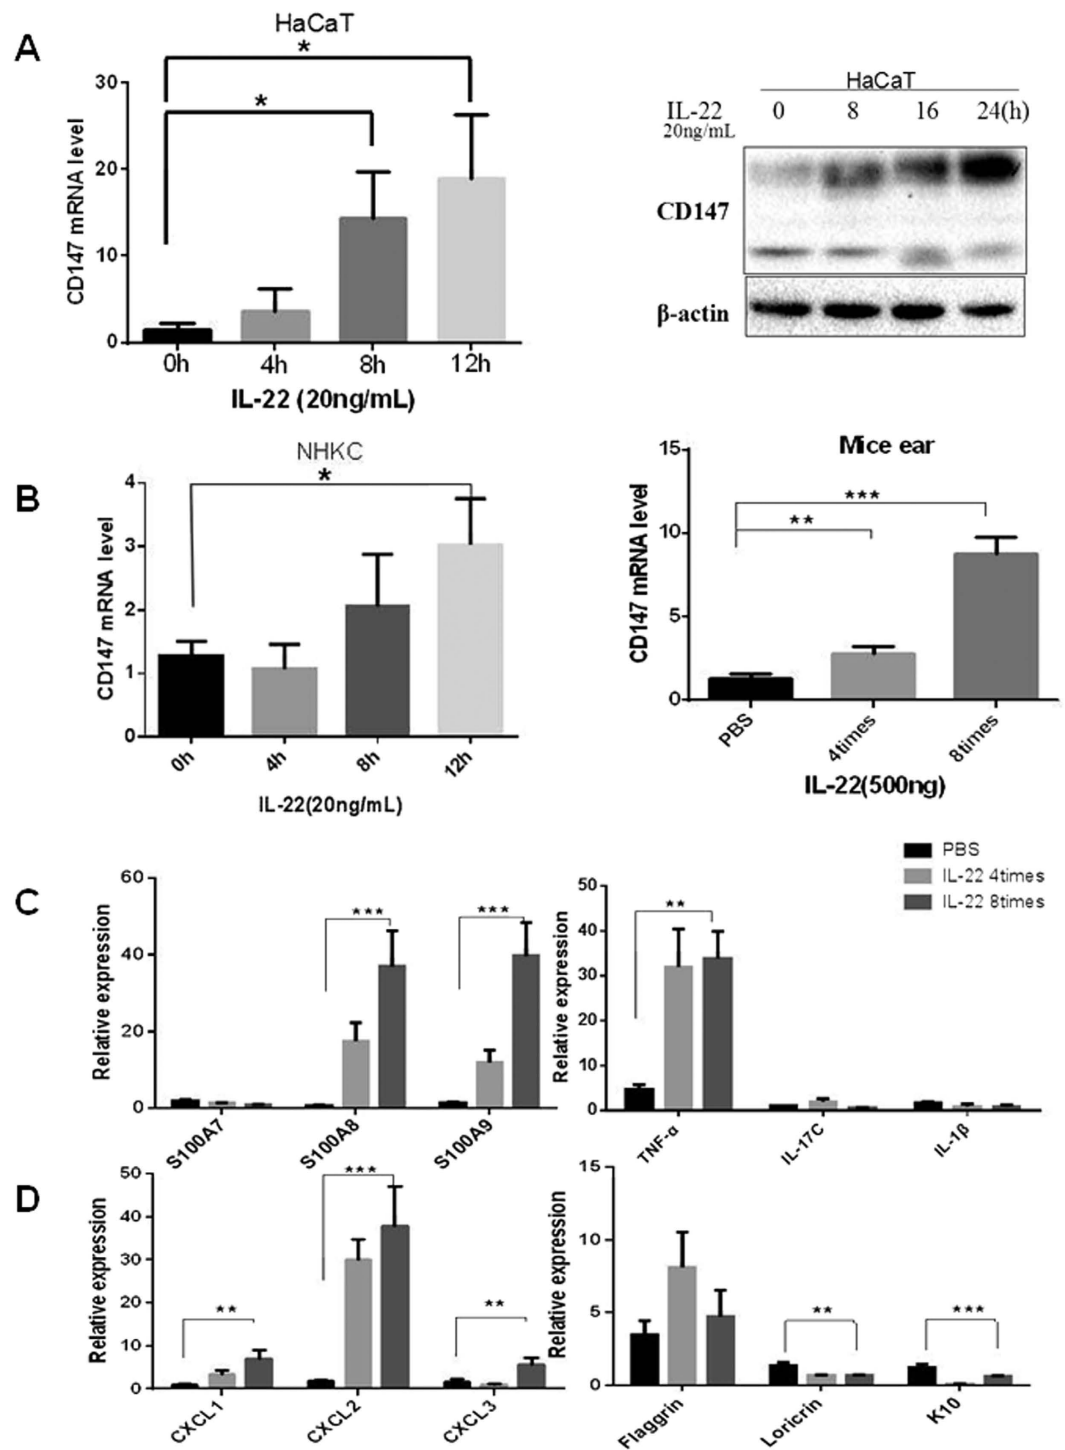 A
HaCaT
*
*
30
20
10
0
CD147 mRNA level
0h 4h 8h 12h
IL-22 (20ng/mL)
HaCaT
IL-22 0 8 16 24(h)
20ng/mL
CD147
β-actin
B
NHKC
*
4
3
2
1
0
CD147 mRNA level
0h 4h 8h 12h
IL-22(20ng/mL)
Mice ear
***
**
15
10
5
0
CD147 mRNA level
PBS 4times 8times
IL-22(500ng)
C
60
40
20
0
Relative expression
*** ***
S100A7 S100A8 S100A9
PBS
IL-22 4times
IL-22 8times
50
40
30
20
10
0
Relative expression
**
TNF-α IL-17C IL-1β
D
50
40
30
20
10
0
Relative expression
** *** **
CXCL1 CXCL2 CXCL3
15
10
5
0
Relative expression
** ***
Flaggrin Loricrin K10